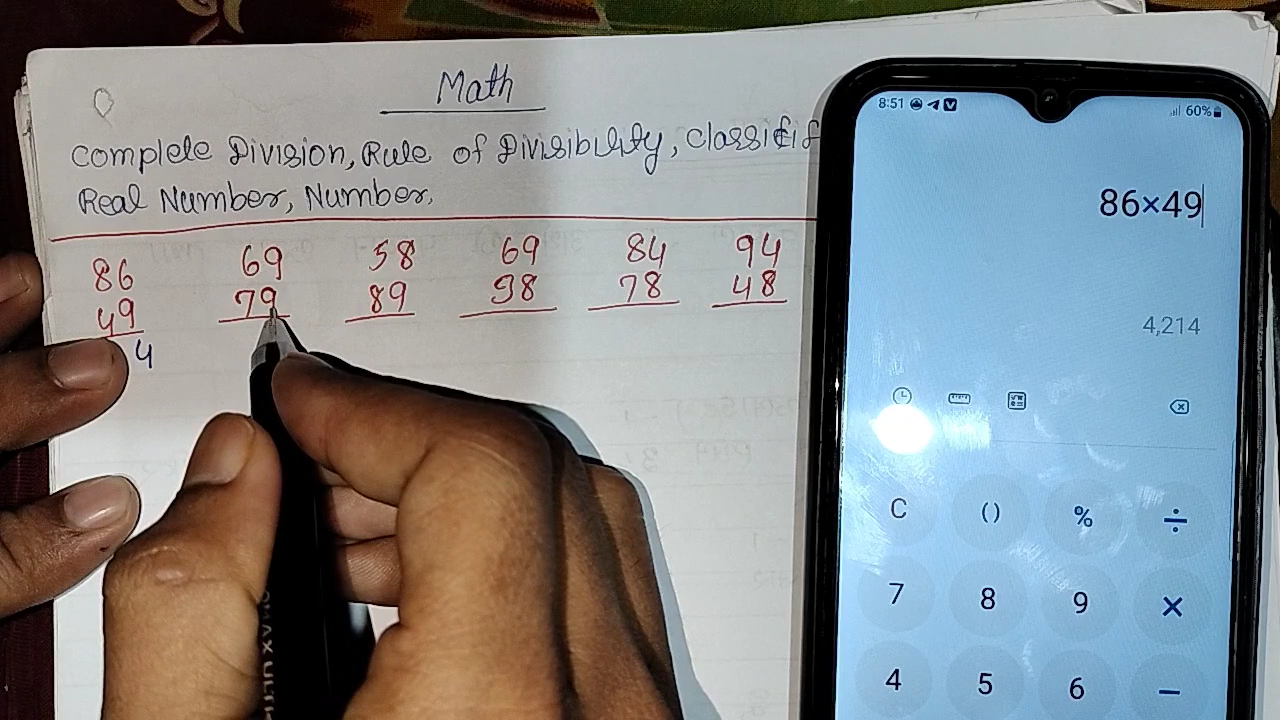 Math
Complete Division, Rule of Divisibility, Classif
Real Number, Number,
86 69 58 69 84 94
49 79 89 98 78 48
4
8:51 60%
86×49
4,214
C () % ÷
7 8 9 ×
4 5 6 −